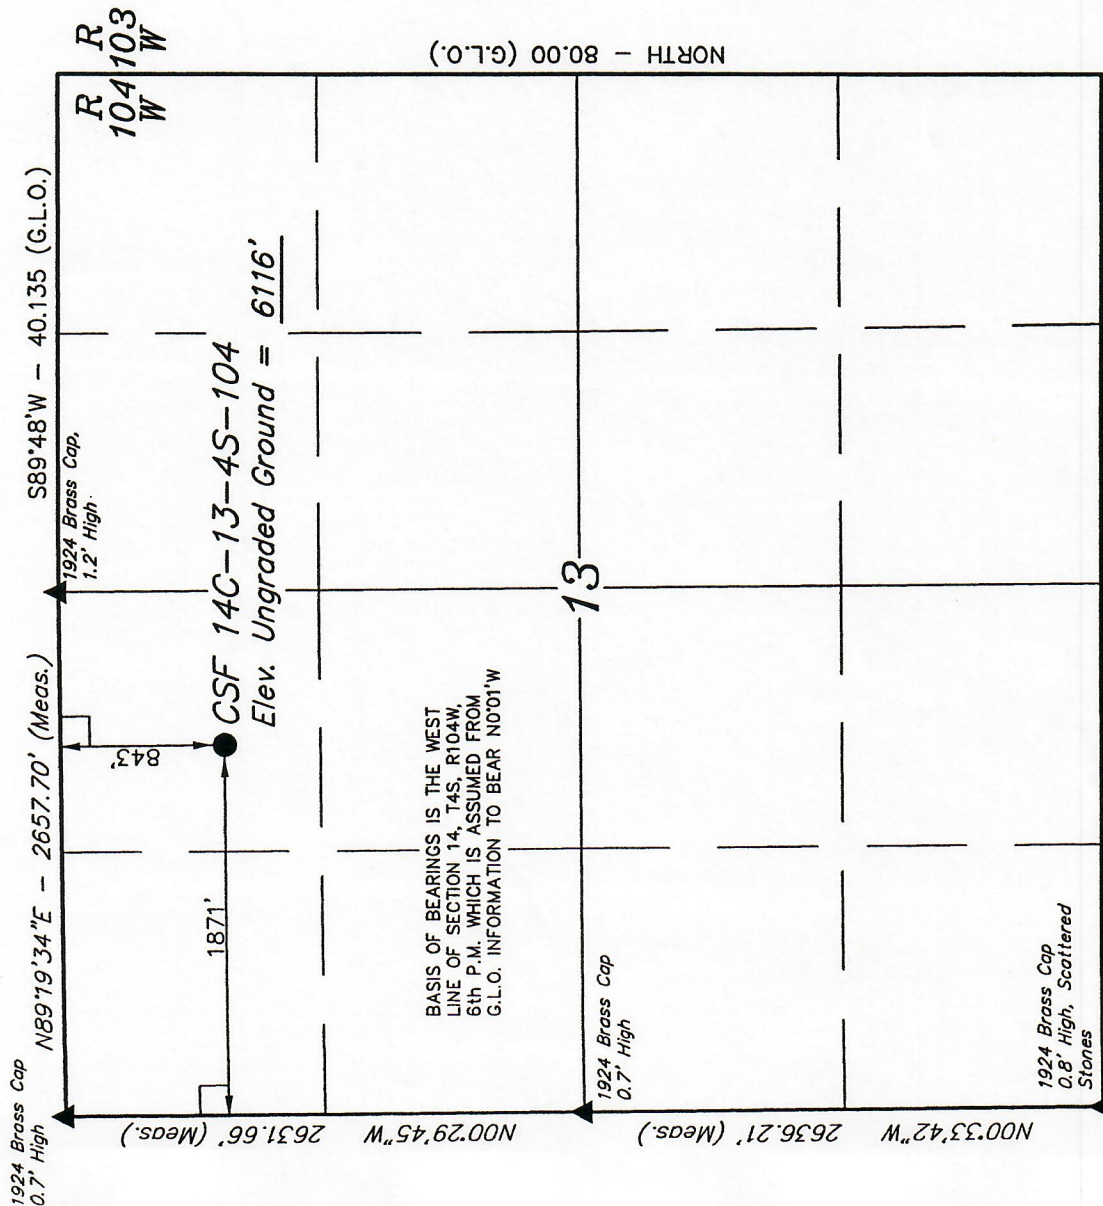 S89°48'W – 40.135 (G.L.O.)
N89°19'34"E – 2657.70' (Meas.)
1924 Brass Cap
0.7' High
1924 Brass Cap,
1.2' High
R R
104 103
W W
843'
1871'
CSF 14C–13–4S–104
Elev. Ungraded Ground = 6116'
NORTH – 80.00 (G.L.O.)
N00°29'45"W 2631.66' (Meas.)
BASIS OF BEARINGS IS THE WEST
LINE OF SECTION 14, T4S, R104W,
6th P.M. WHICH IS ASSUMED FROM
G.L.O. INFORMATION TO BEAR N0°01'W
13
1924 Brass Cap
0.7' High
N00°33'42"W 2636.21' (Meas.)
1924 Brass Cap
0.8' High, Scattered
Stones